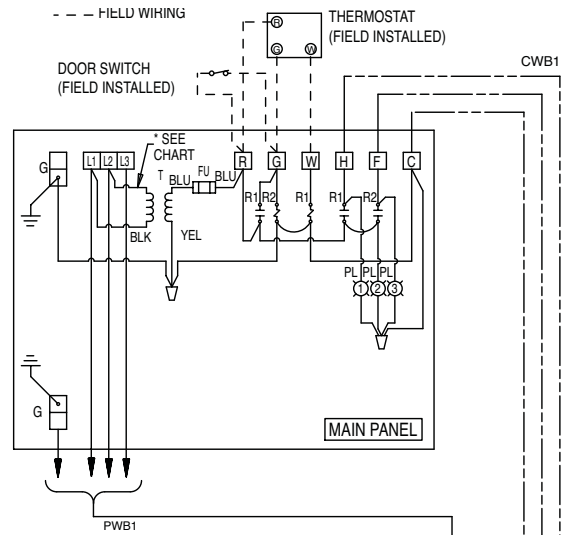 FIELD WIRING
THERMOSTAT
(FIELD INSTALLED)
R
G
W
DOOR SWITCH
(FIELD INSTALLED)
CWB1
* SEE
CHART
G
L1 L2 L3
T
BLU
FU
BLU
R G W H F C
R1 R2 R1 R1 R2
BLK
YEL
PL PL PL
1 2 3
G
MAIN PANEL
PWB1